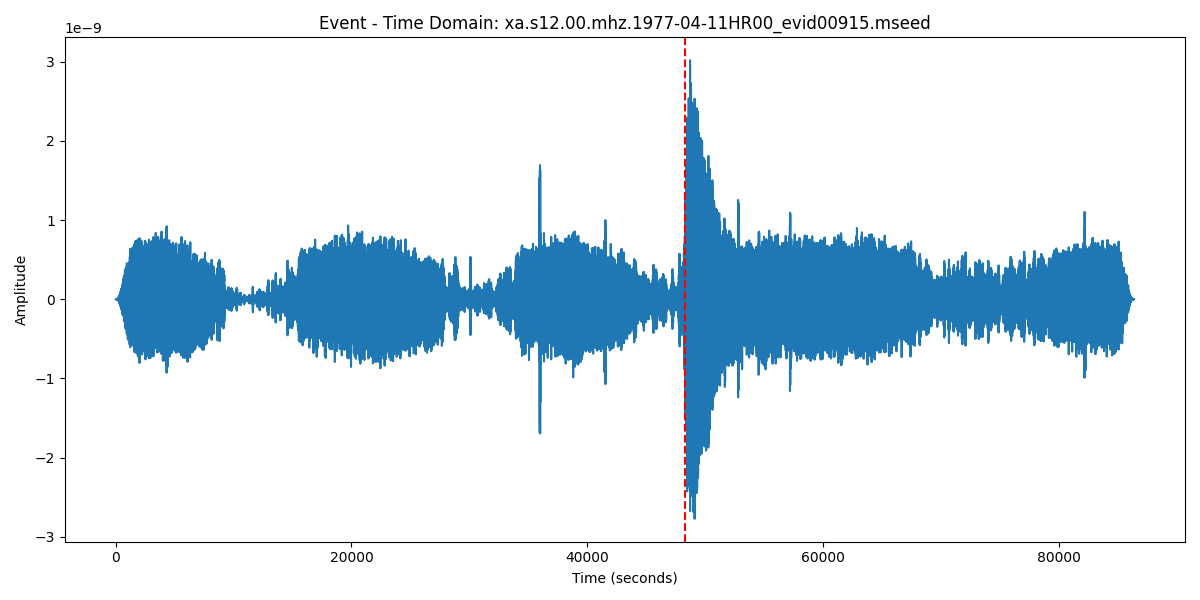 Event - Time Domain: xa.s12.00.mhz.1977-04-11HR00_evid00915.mseed
1e−9
3
2
1
0
−1
−2
−3
Amplitude
0 20000 40000 60000 80000
Time (seconds)